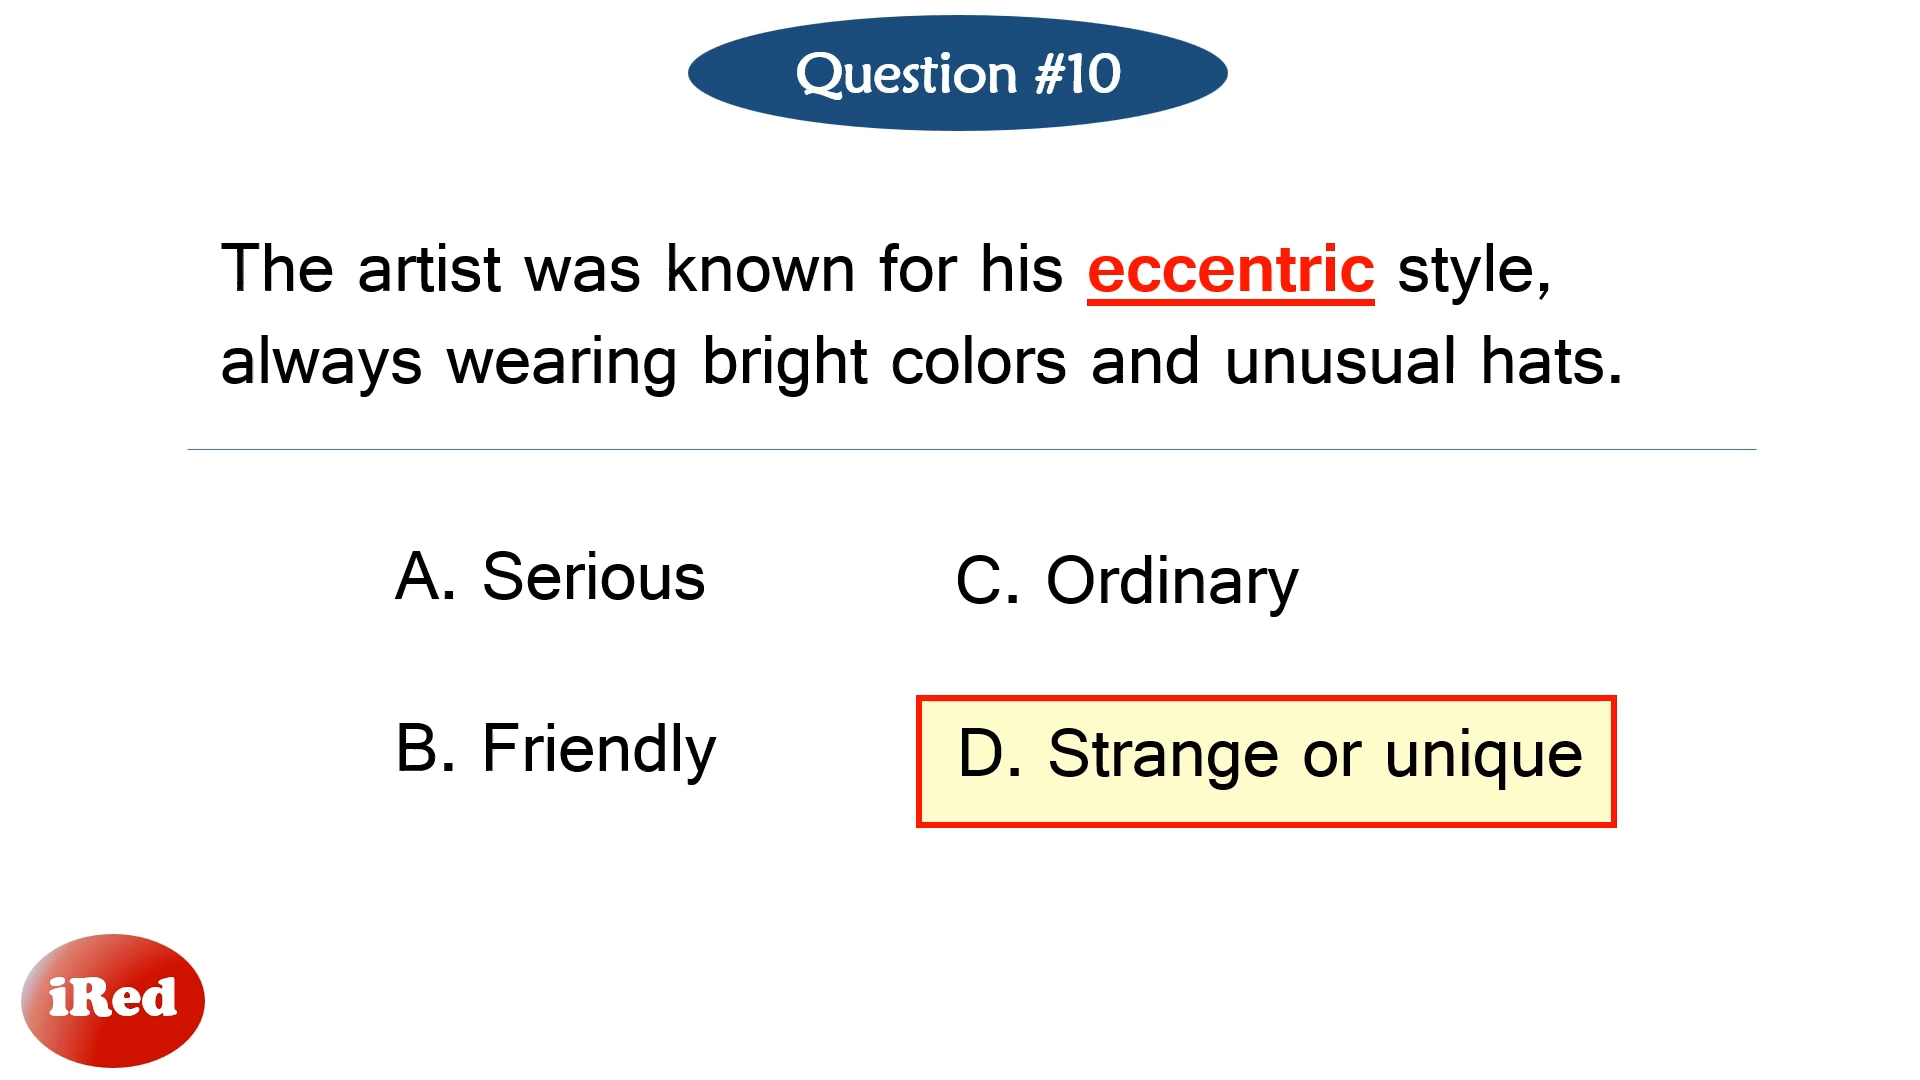 Question #10
The artist was known for his eccentric style,
always wearing bright colors and unusual hats.
A. Serious
C. Ordinary
B. Friendly
D. Strange or unique
iRed